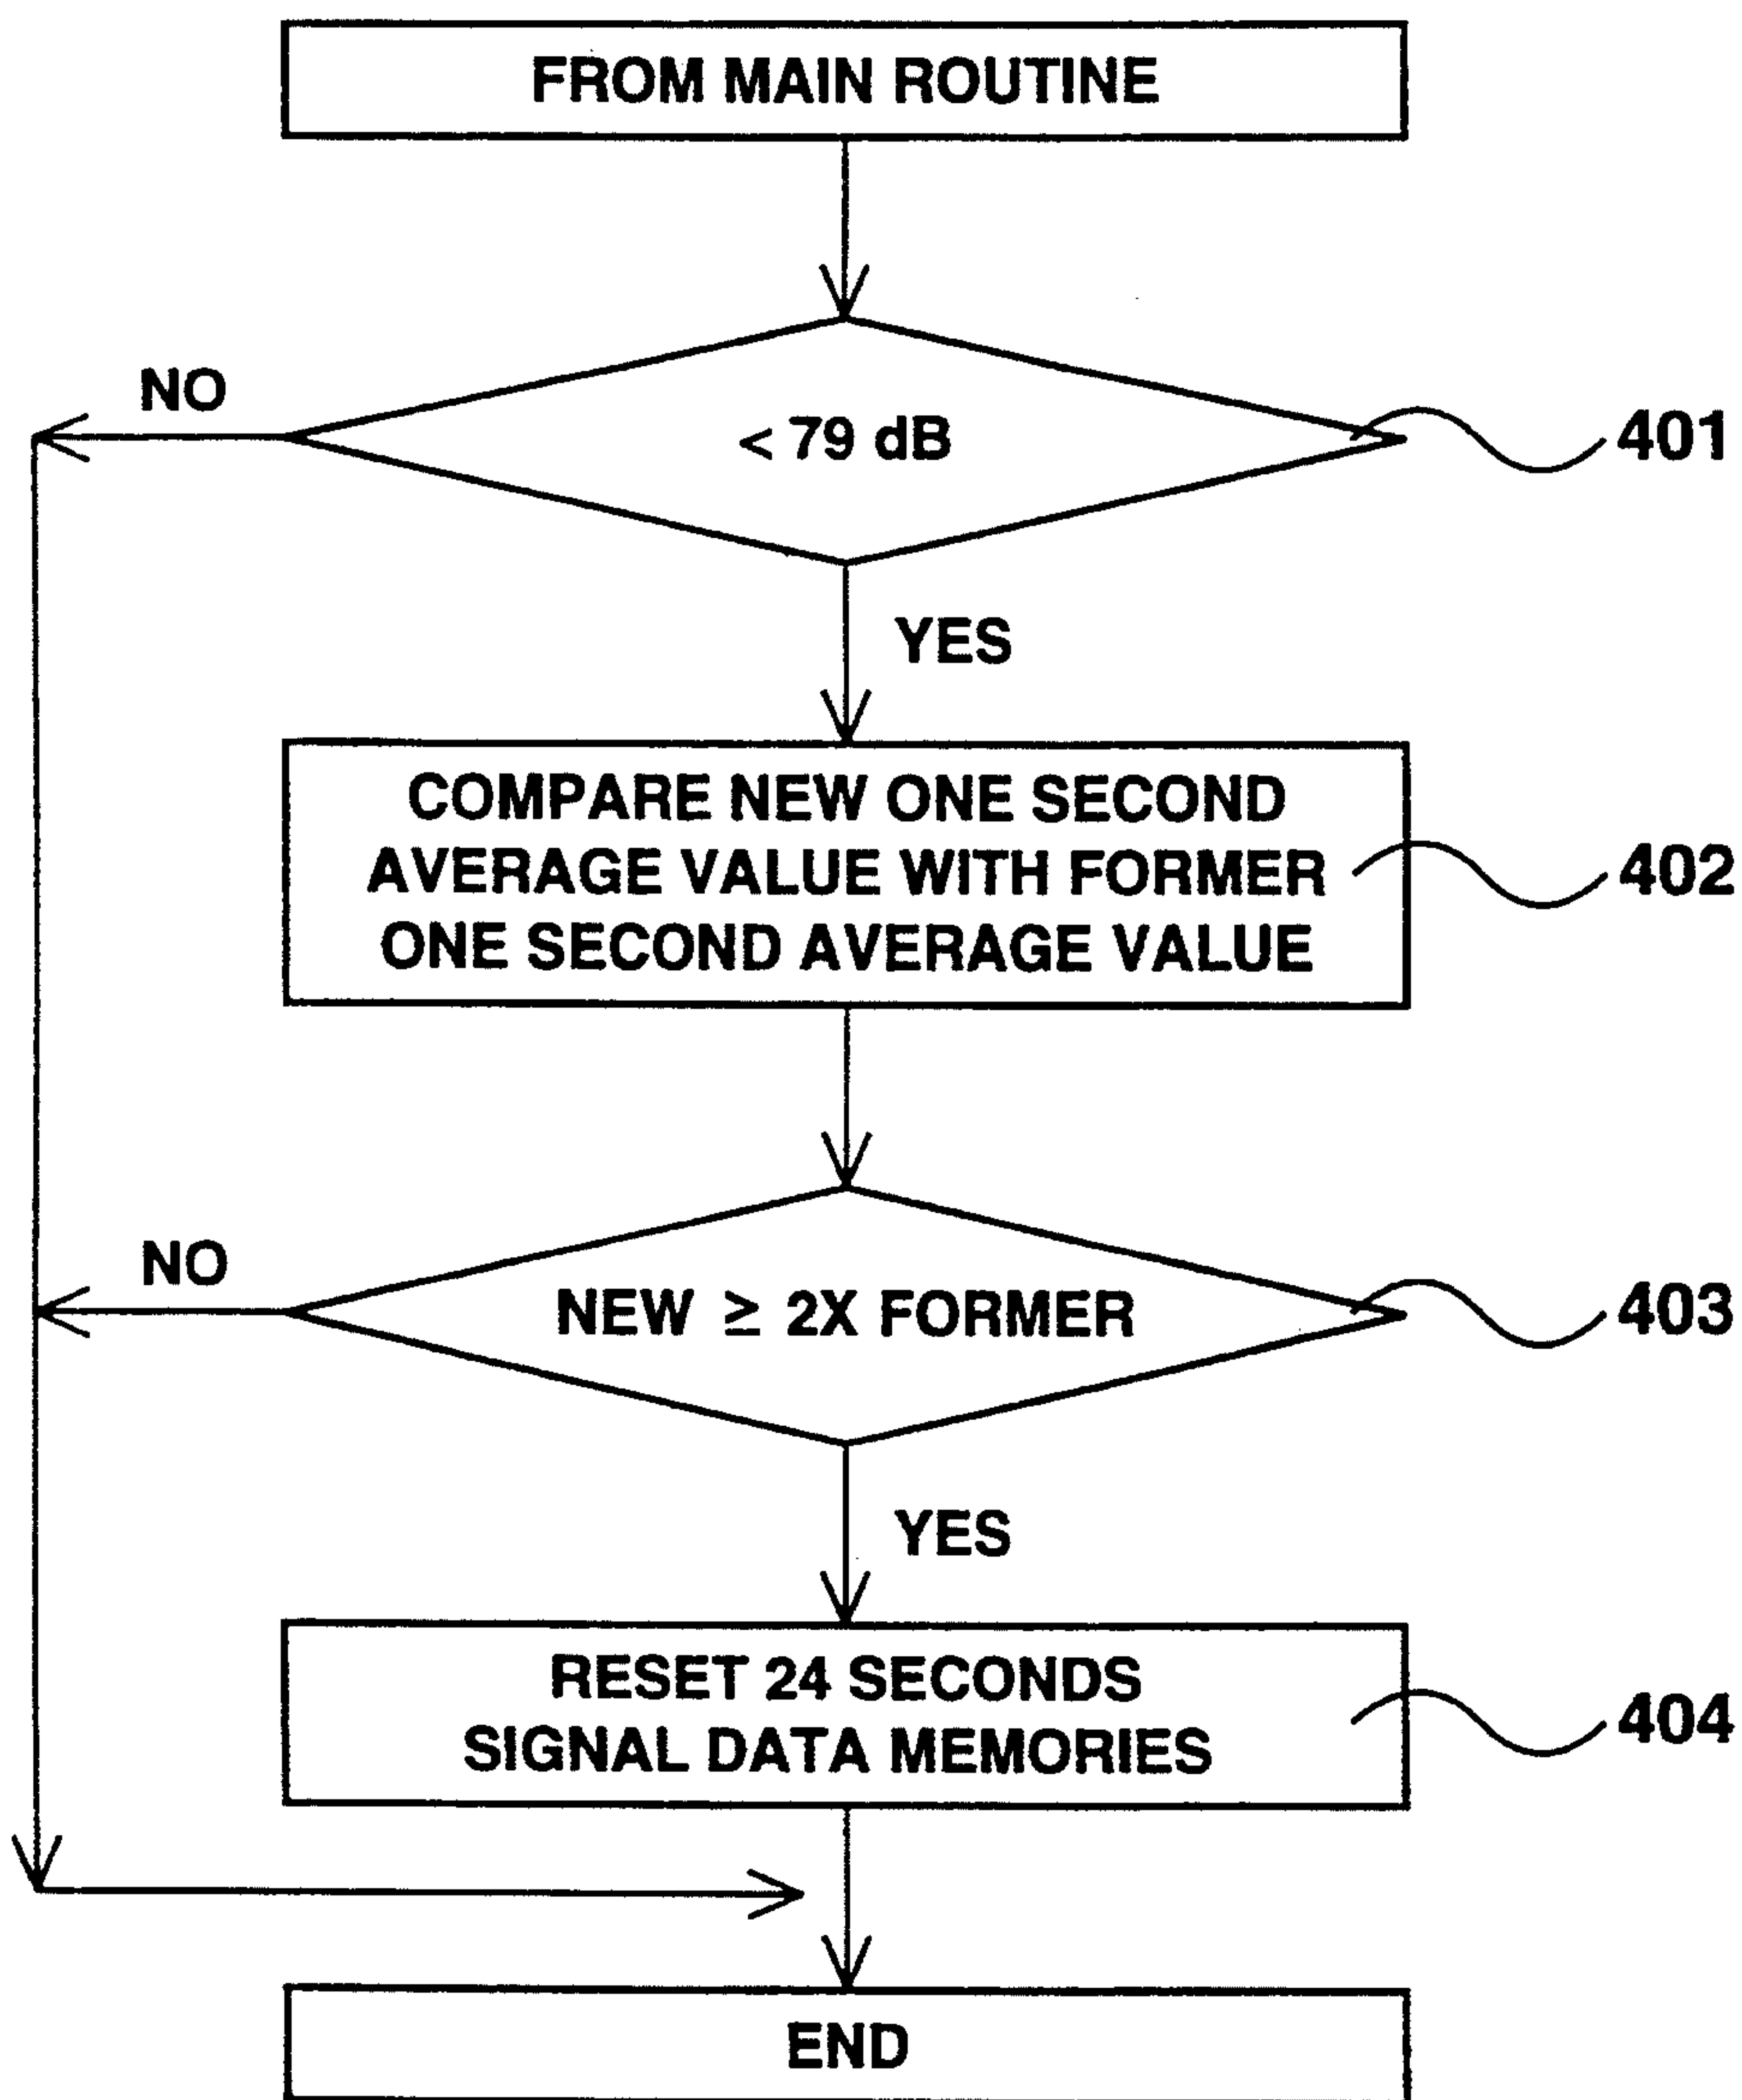 FROM MAIN ROUTINE
NO
< 79 dB
401
YES
COMPARE NEW ONE SECOND
AVERAGE VALUE WITH FORMER
ONE SECOND AVERAGE VALUE
402
NO
NEW ≥ 2X FORMER
403
YES
RESET 24 SECONDS
SIGNAL DATA MEMORIES
404
END